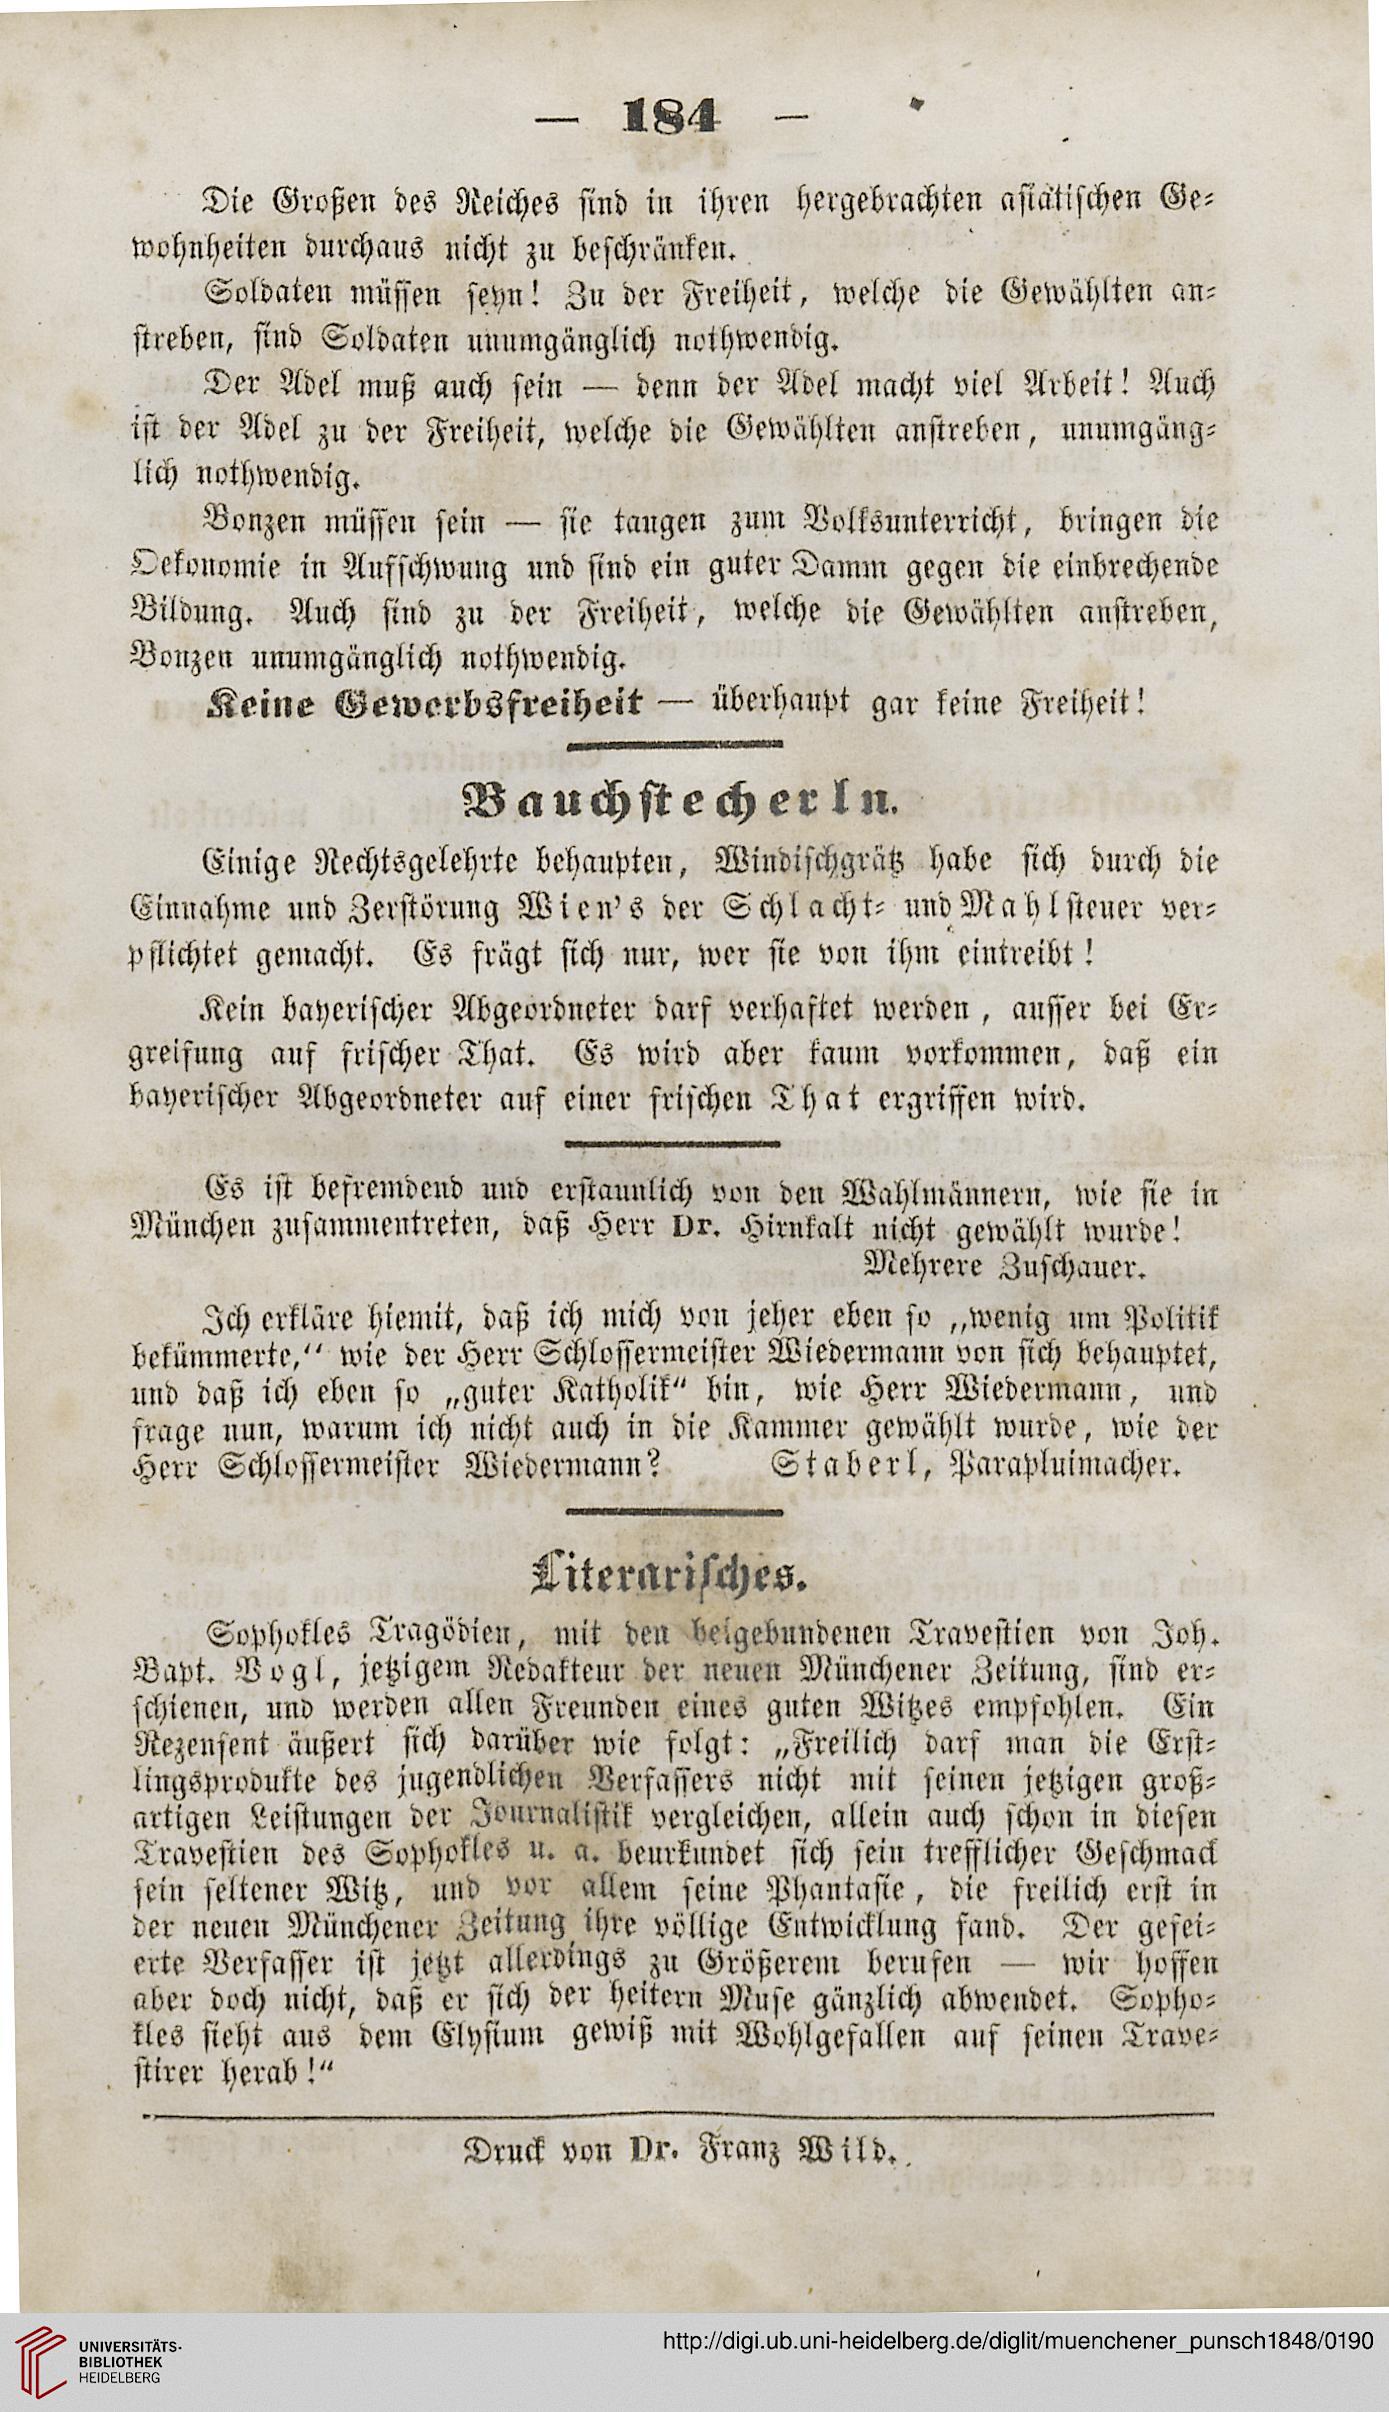 — 184 —
Die Großen des Reiches sind in ihren hergebrachten asiatischen Ge-
wohnheiten durchaus nicht zu beschränken.
Soldaten müssen seyn! Zu der Freiheit, welche die Gewählten an-
streben, sind Soldaten unumgänglich nothwendig.
Der Adel muß auch sein — denn der Adel macht viel Arbeit! Auch
ist der Adel zu der Freiheit, welche die Gewählten anstreben, unumgäng-
lich nothwendig.
Bonzen müssen sein — sie taugen zum Volksunterricht, bringen die
Oekonomie in Aufschwung und sind ein guter Damm gegen die einbrechende
Bildung. Auch sind zu der Freiheit, welche die Gewählten anstreben,
Bonzen unumgänglich nothwendig.
Keine Gewerbsfreiheit — überhaupt gar keine Freiheit!
Bauchstecherln.
Einige Rechtsgelehrte behaupten, Windischgrätz habe sich durch die
Einnahme und Zerstörung Wien's der Schlacht- und Mahlsteuer ver-
pflichtet gemacht. Es frägt sich nur, wer sie von ihm eintreibt!
Kein bayerischer Abgeordneter darf verhaftet werden, ausser bei Er-
greifung auf frischer That. Es wird aber kaum vorkommen, daß ein
bayerischer Abgeordneter auf einer frischen That ergriffen wird.
Es ist befremdend und erstaunlich von den Wahlmännern, wie sie in
München zusammentreten, daß Herr Dr. Hirnkalt nicht gewählt wurde!
Mehrere Zuschauer.
Ich erkläre hiemit, daß ich mich von jeher eben so „wenig um Politik
bekümmerte," wie der Herr Schlossermeister Wiedermann von sich behauptet,
und daß ich eben so „guter Katholik" bin, wie Herr Wiedermann, und
frage nun, warum ich nicht auch in die Kammer gewählt wurde, wie der
Herr Schlossermeister Wiedermann? Staberl, Parapluimacher.
Literarisches.
Sophokles Tragödien, mit den beigebundenen Travestien von Joh.
Bapt. Vogl, jetzigem Redakteur der neuen Münchener Zeitung, sind er-
schienen, und werden allen Freunden eines guten Witzes empfohlen. Ein
Rezensent äußert sich darüber wie folgt: „Freilich darf man die Erst-
lingsprodukte des jugendlichen Verfassers nicht mit seinen jetzigen groß-
artigen Leistungen der Journalistik vergleichen, allein auch schon in diesen
Travestien des Sophokles u. a. beurkundet sich sein trefflicher Geschmack
sein seltener Witz, und vor allem seine Phantasie, die freilich erst in
der neuen Münchener Zeitung ihre völlige Entwicklung fand. Der gefei-
erte Verfasser ist jetzt allerdings zu Größerem berufen — wir hoffen
aber doch nicht, daß er sich der heitern Muse gänzlich abwendet. Sopho-
kles sieht aus dem Elysium gewiß mit Wohlgefallen auf seinen Trave-
stirer herab!"
Druck von Dr. Franz Wild.
UNIVERSITÄTS-
BIBLIOTHEK
HEIDELBERG
http://digi.ub.uni-heidelberg.de/diglit/muenchener_punsch1848/0190